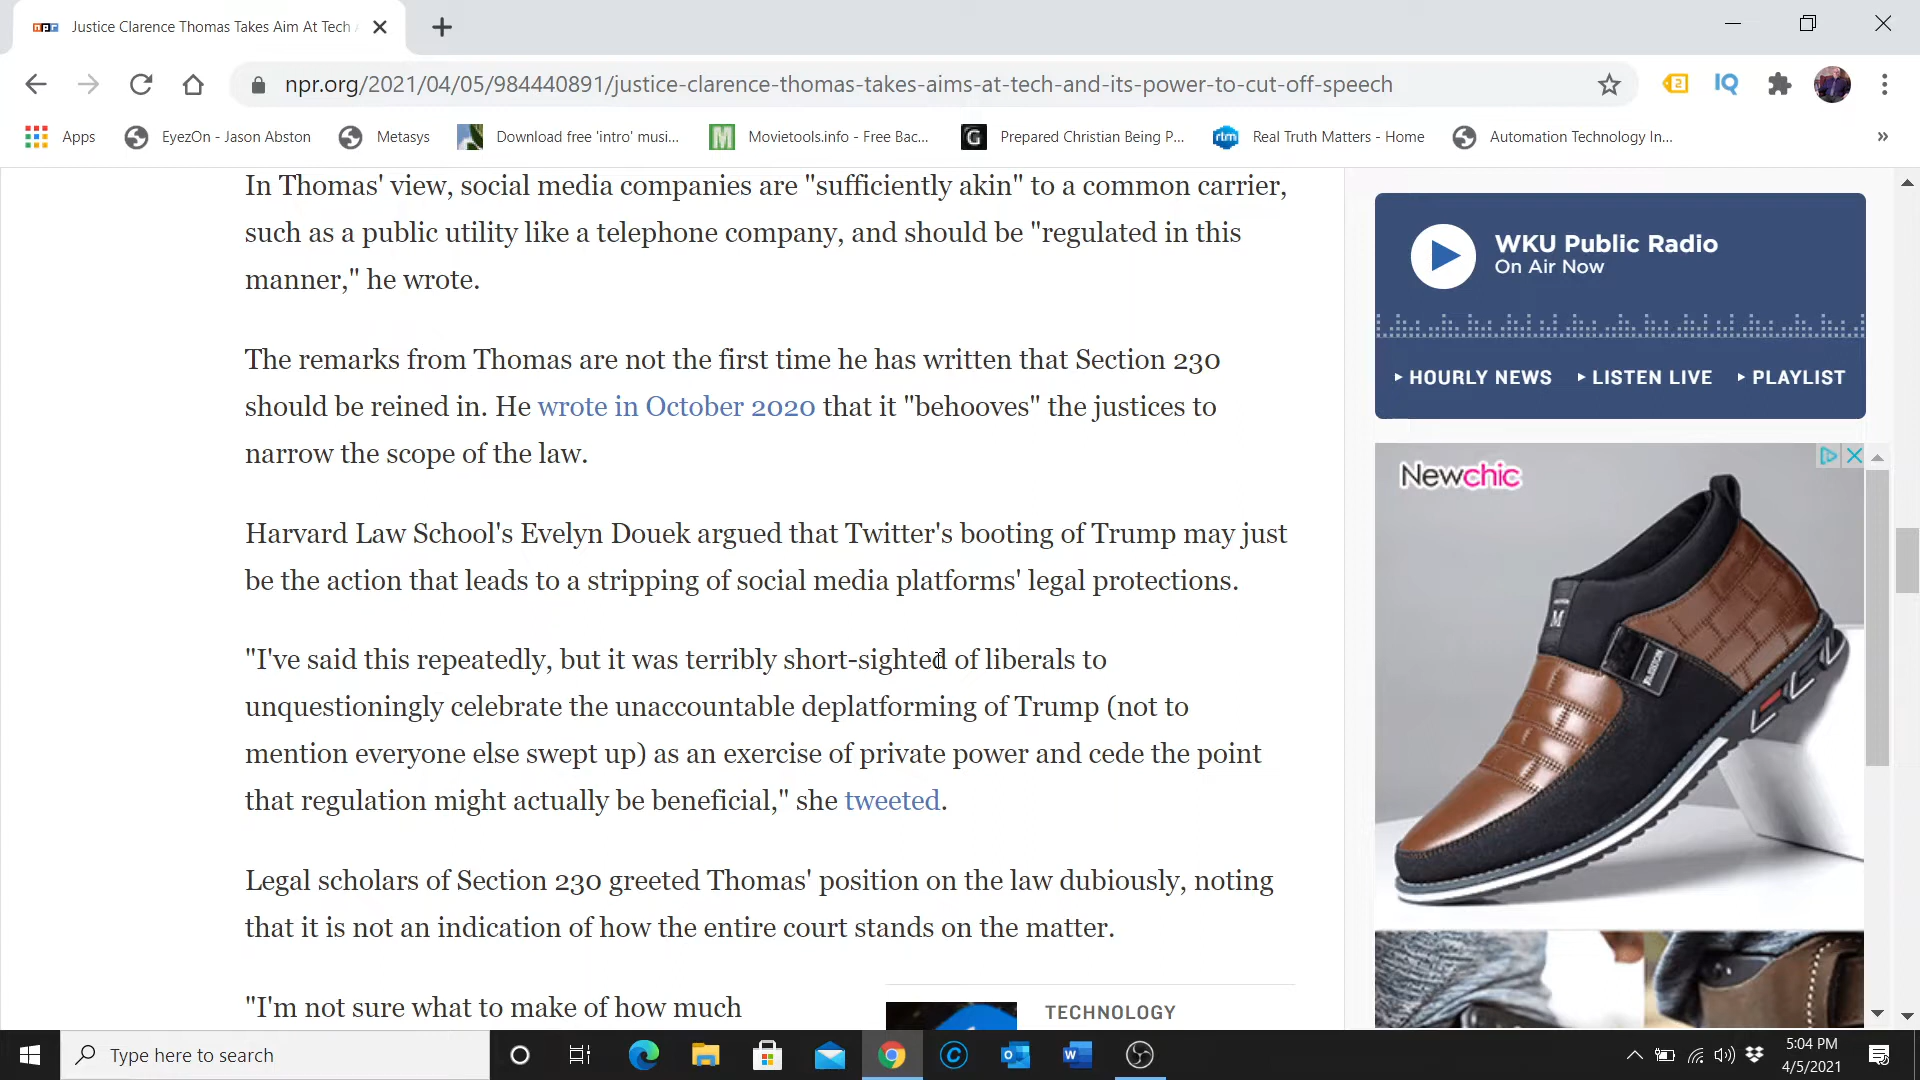 npr Justice Clarence Thomas Takes Aim At Tech
npr.org/2021/04/05/984440891/justice-clarence-thomas-takes-aims-at-tech-and-its-power-to-cut-off-speech
2 IQ
Apps EyezOn - Jason Abston Metasys Download free 'intro' musi... M Movietools.info - Free Bac... G Prepared Christian Being P... rtm Real Truth Matters - Home Automation Technology In... »
In Thomas' view, social media companies are "sufficiently akin" to a common carrier,
such as a public utility like a telephone company, and should be "regulated in this
manner," he wrote.
The remarks from Thomas are not the first time he has written that Section 230
should be reined in. He wrote in October 2020 that it "behooves" the justices to
narrow the scope of the law.
Harvard Law School's Evelyn Douek argued that Twitter's booting of Trump may just
be the action that leads to a stripping of social media platforms' legal protections.
"I've said this repeatedly, but it was terribly short-sighted of liberals to
unquestioningly celebrate the unaccountable deplatforming of Trump (not to
mention everyone else swept up) as an exercise of private power and cede the point
that regulation might actually be beneficial," she tweeted.
Legal scholars of Section 230 greeted Thomas' position on the law dubiously, noting
that it is not an indication of how the entire court stands on the matter.
"I'm not sure what to make of how much
TECHNOLOGY
WKU Public Radio
On Air Now
HOURLY NEWS LISTEN LIVE PLAYLIST
Newchic
M
Type here to search
5:04 PM
4/5/2021